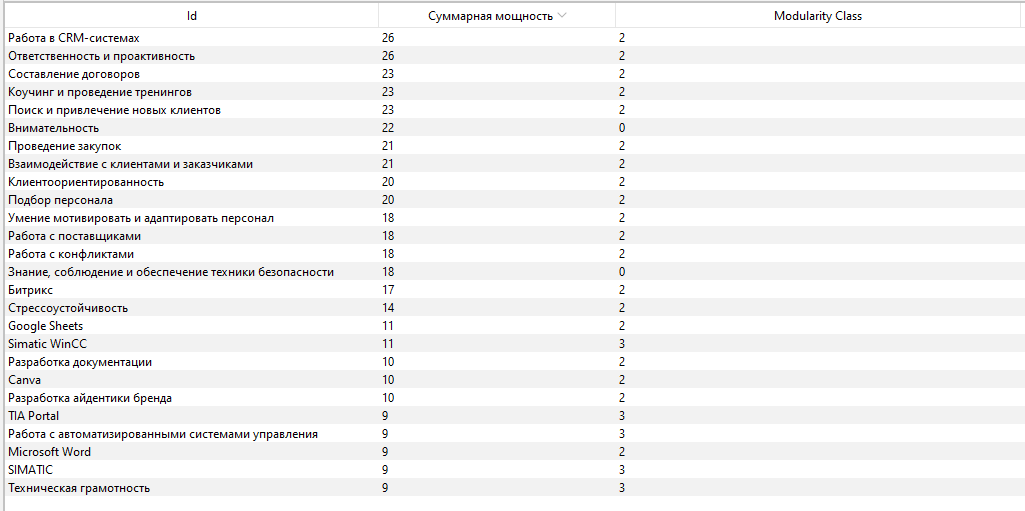 Id Суммарная мощность Modularity Class
Работа в CRM-системах 26 2
Ответственность и проактивность 26 2
Составление договоров 23 2
Коучинг и проведение тренингов 23 2
Поиск и привлечение новых клиентов 23 2
Внимательность 22 0
Проведение закупок 21 2
Взаимодействие с клиентами и заказчиками 21 2
Клиентоориентированность 20 2
Подбор персонала 20 2
Умение мотивировать и адаптировать персонал 18 2
Работа с поставщиками 18 2
Работа с конфликтами 18 2
Знание, соблюдение и обеспечение техники безопасности 18 0
Битрикс 17 2
Стрессоустойчивость 14 2
Google Sheets 11 2
Simatic WinCC 11 3
Разработка документации 10 2
Canva 10 2
Разработка айдентики бренда 10 2
TIA Portal 9 3
Работа с автоматизированными системами управления 9 3
Microsoft Word 9 2
SIMATIC 9 3
Техническая грамотность 9 3